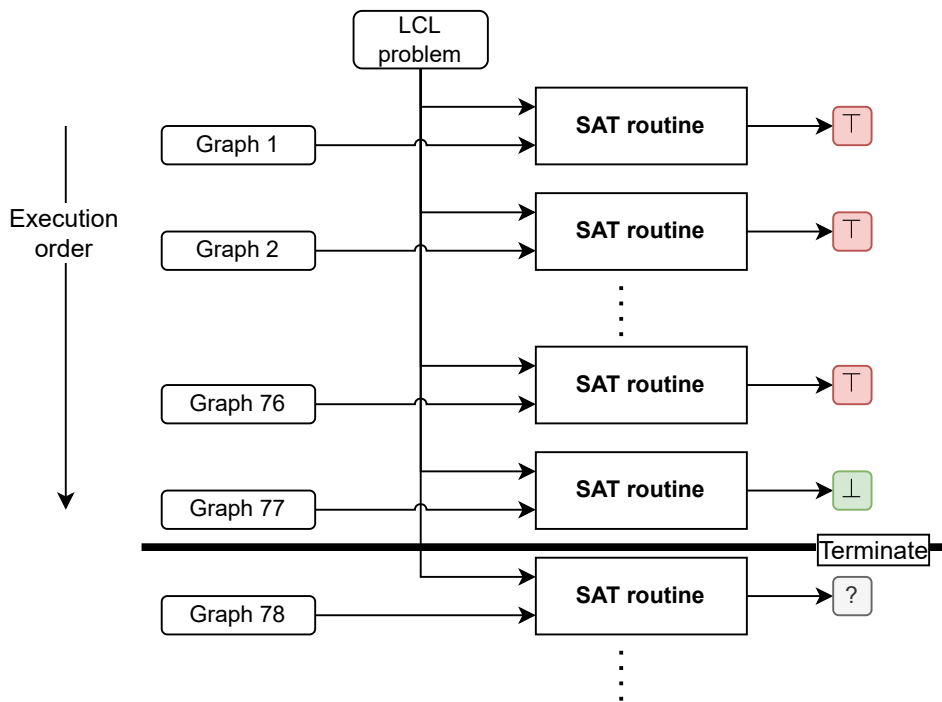 LCL
problem
SAT routine
⊤
Graph 1
Execution
order
SAT routine
⊤
Graph 2
SAT routine
⊤
Graph 76
SAT routine
⊥
Graph 77
Terminate
SAT routine
?
Graph 78